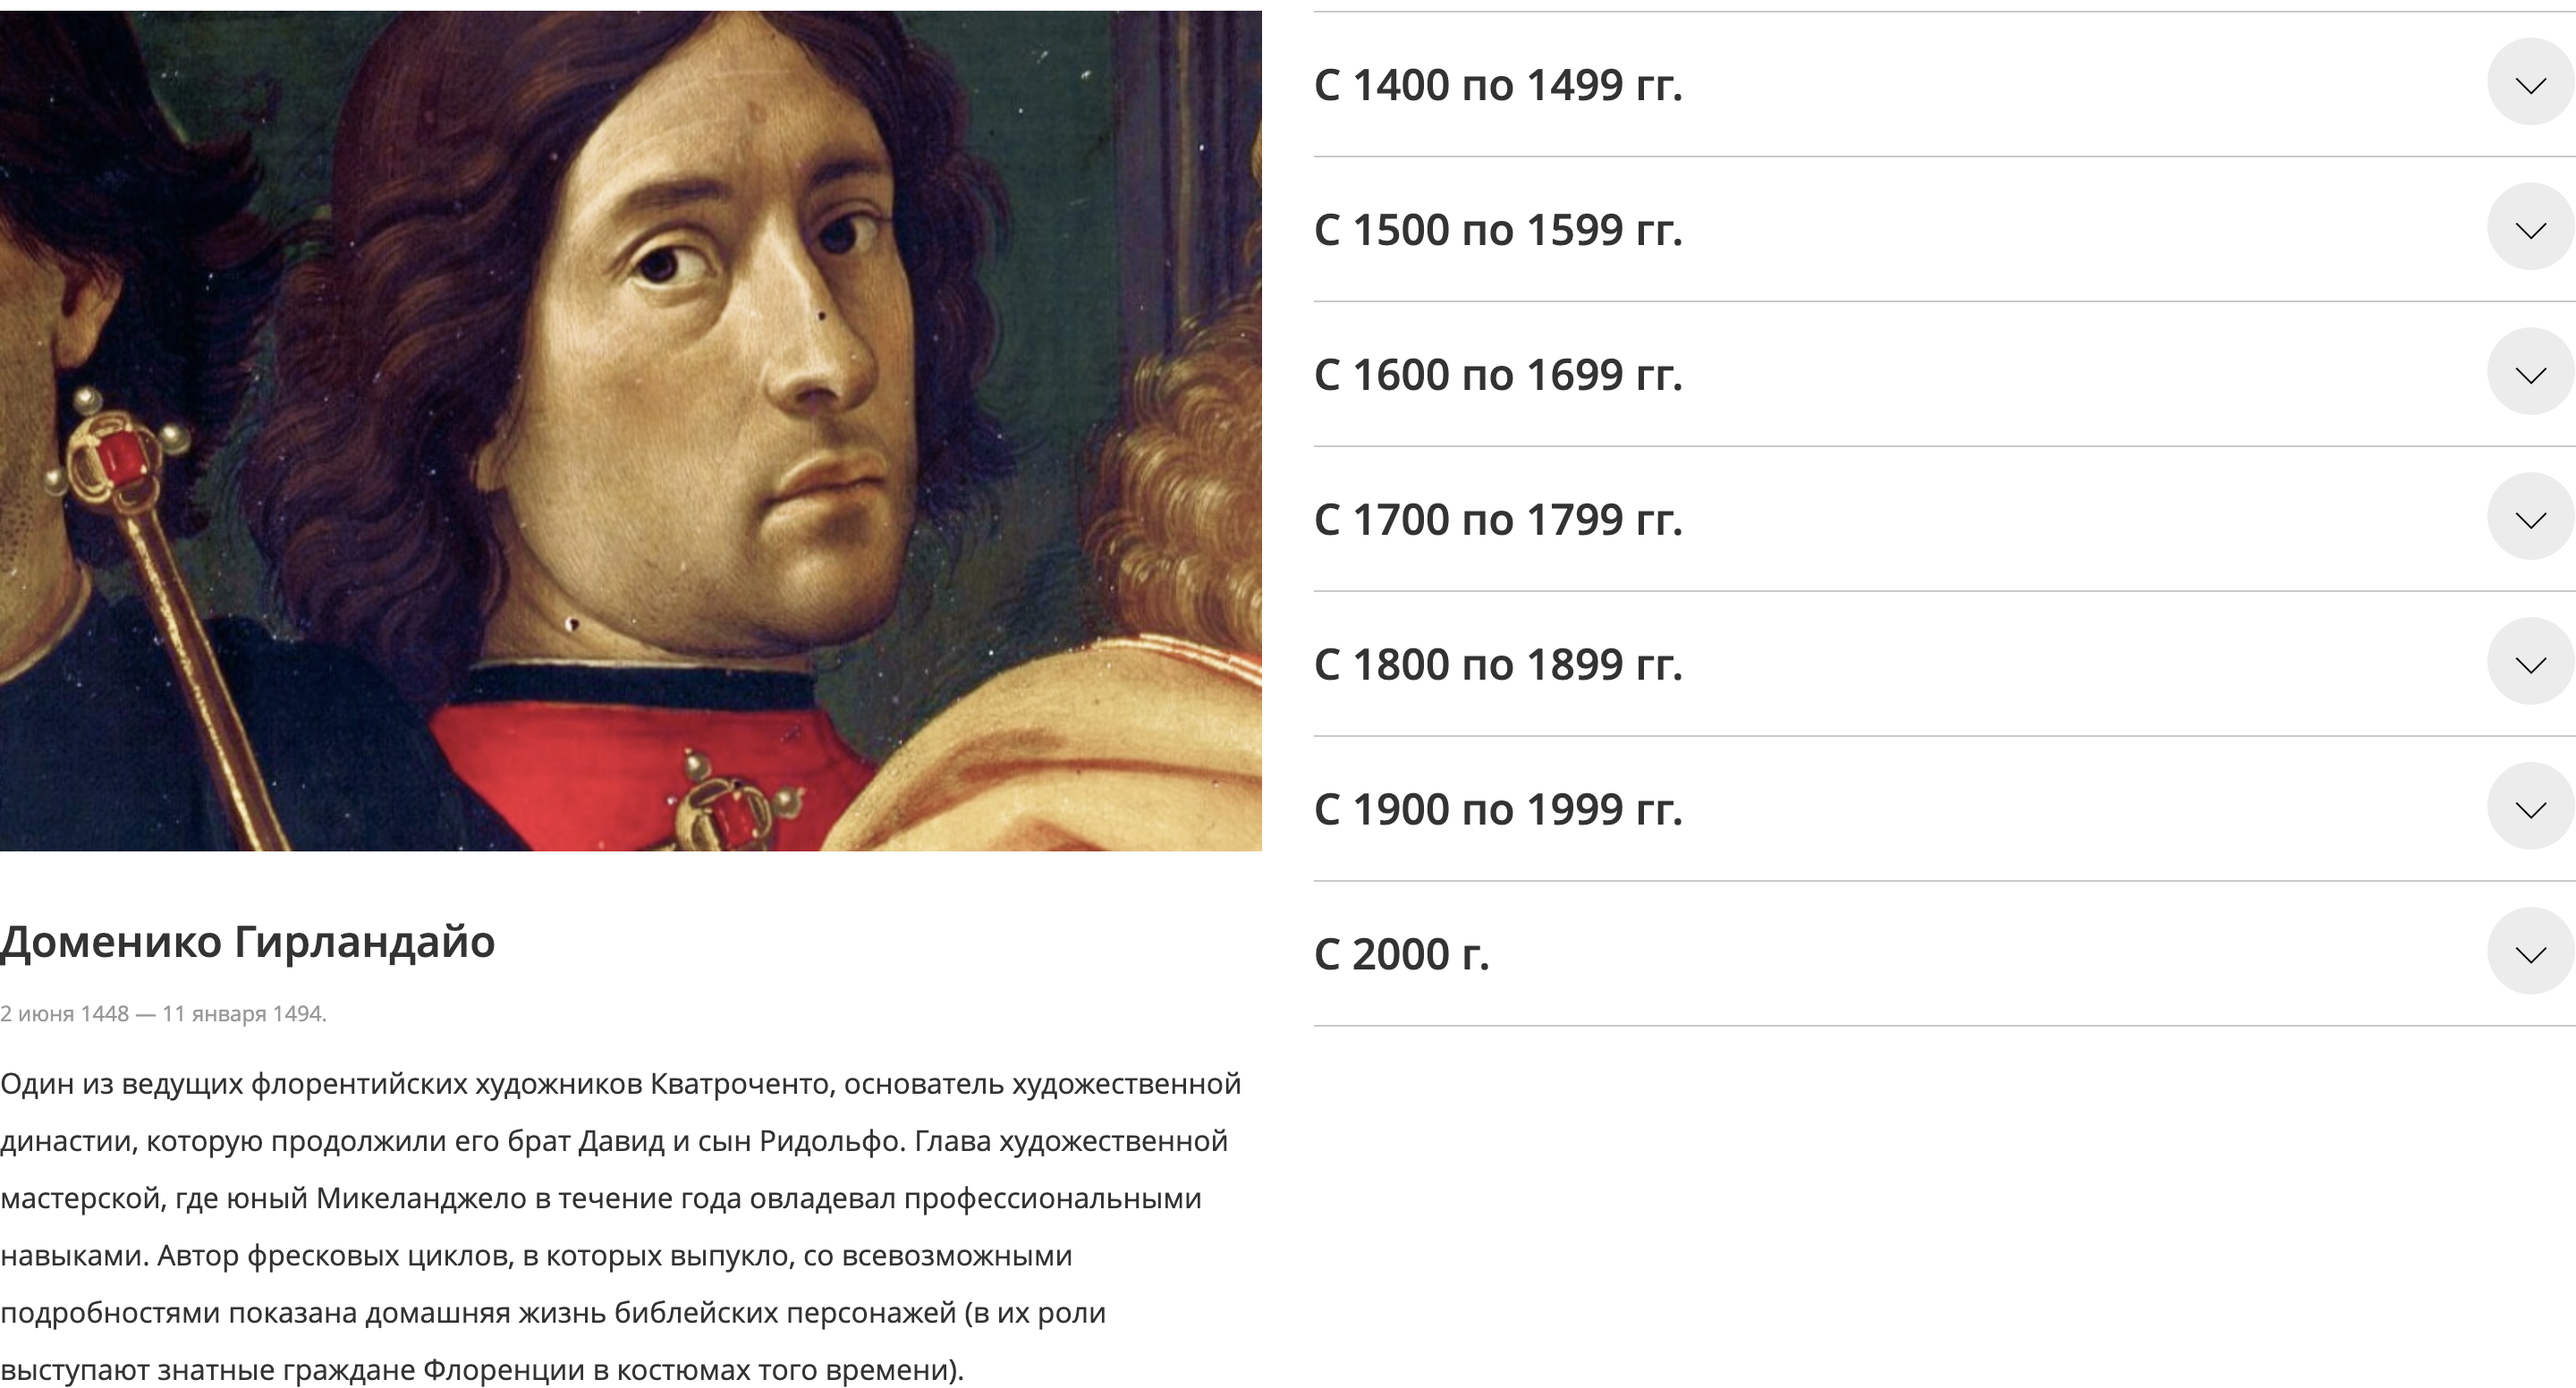 Доменико Гирландайо
2 июня 1448 — 11 января 1494.
Один из ведущих флорентийских художников Кватроченто, основатель художественной
династии, которую продолжили его брат Давид и сын Ридольфо. Глава художественной
мастерской, где юный Микеланджело в течение года овладевал профессиональными
навыками. Автор фресковых циклов, в которых выпукло, со всевозможными
подробностями показана домашняя жизнь библейских персонажей (в их роли
выступают знатные граждане Флоренции в костюмах того времени).
С 1400 по 1499 гг.
С 1500 по 1599 гг.
С 1600 по 1699 гг.
С 1700 по 1799 гг.
С 1800 по 1899 гг.
С 1900 по 1999 гг.
С 2000 г.